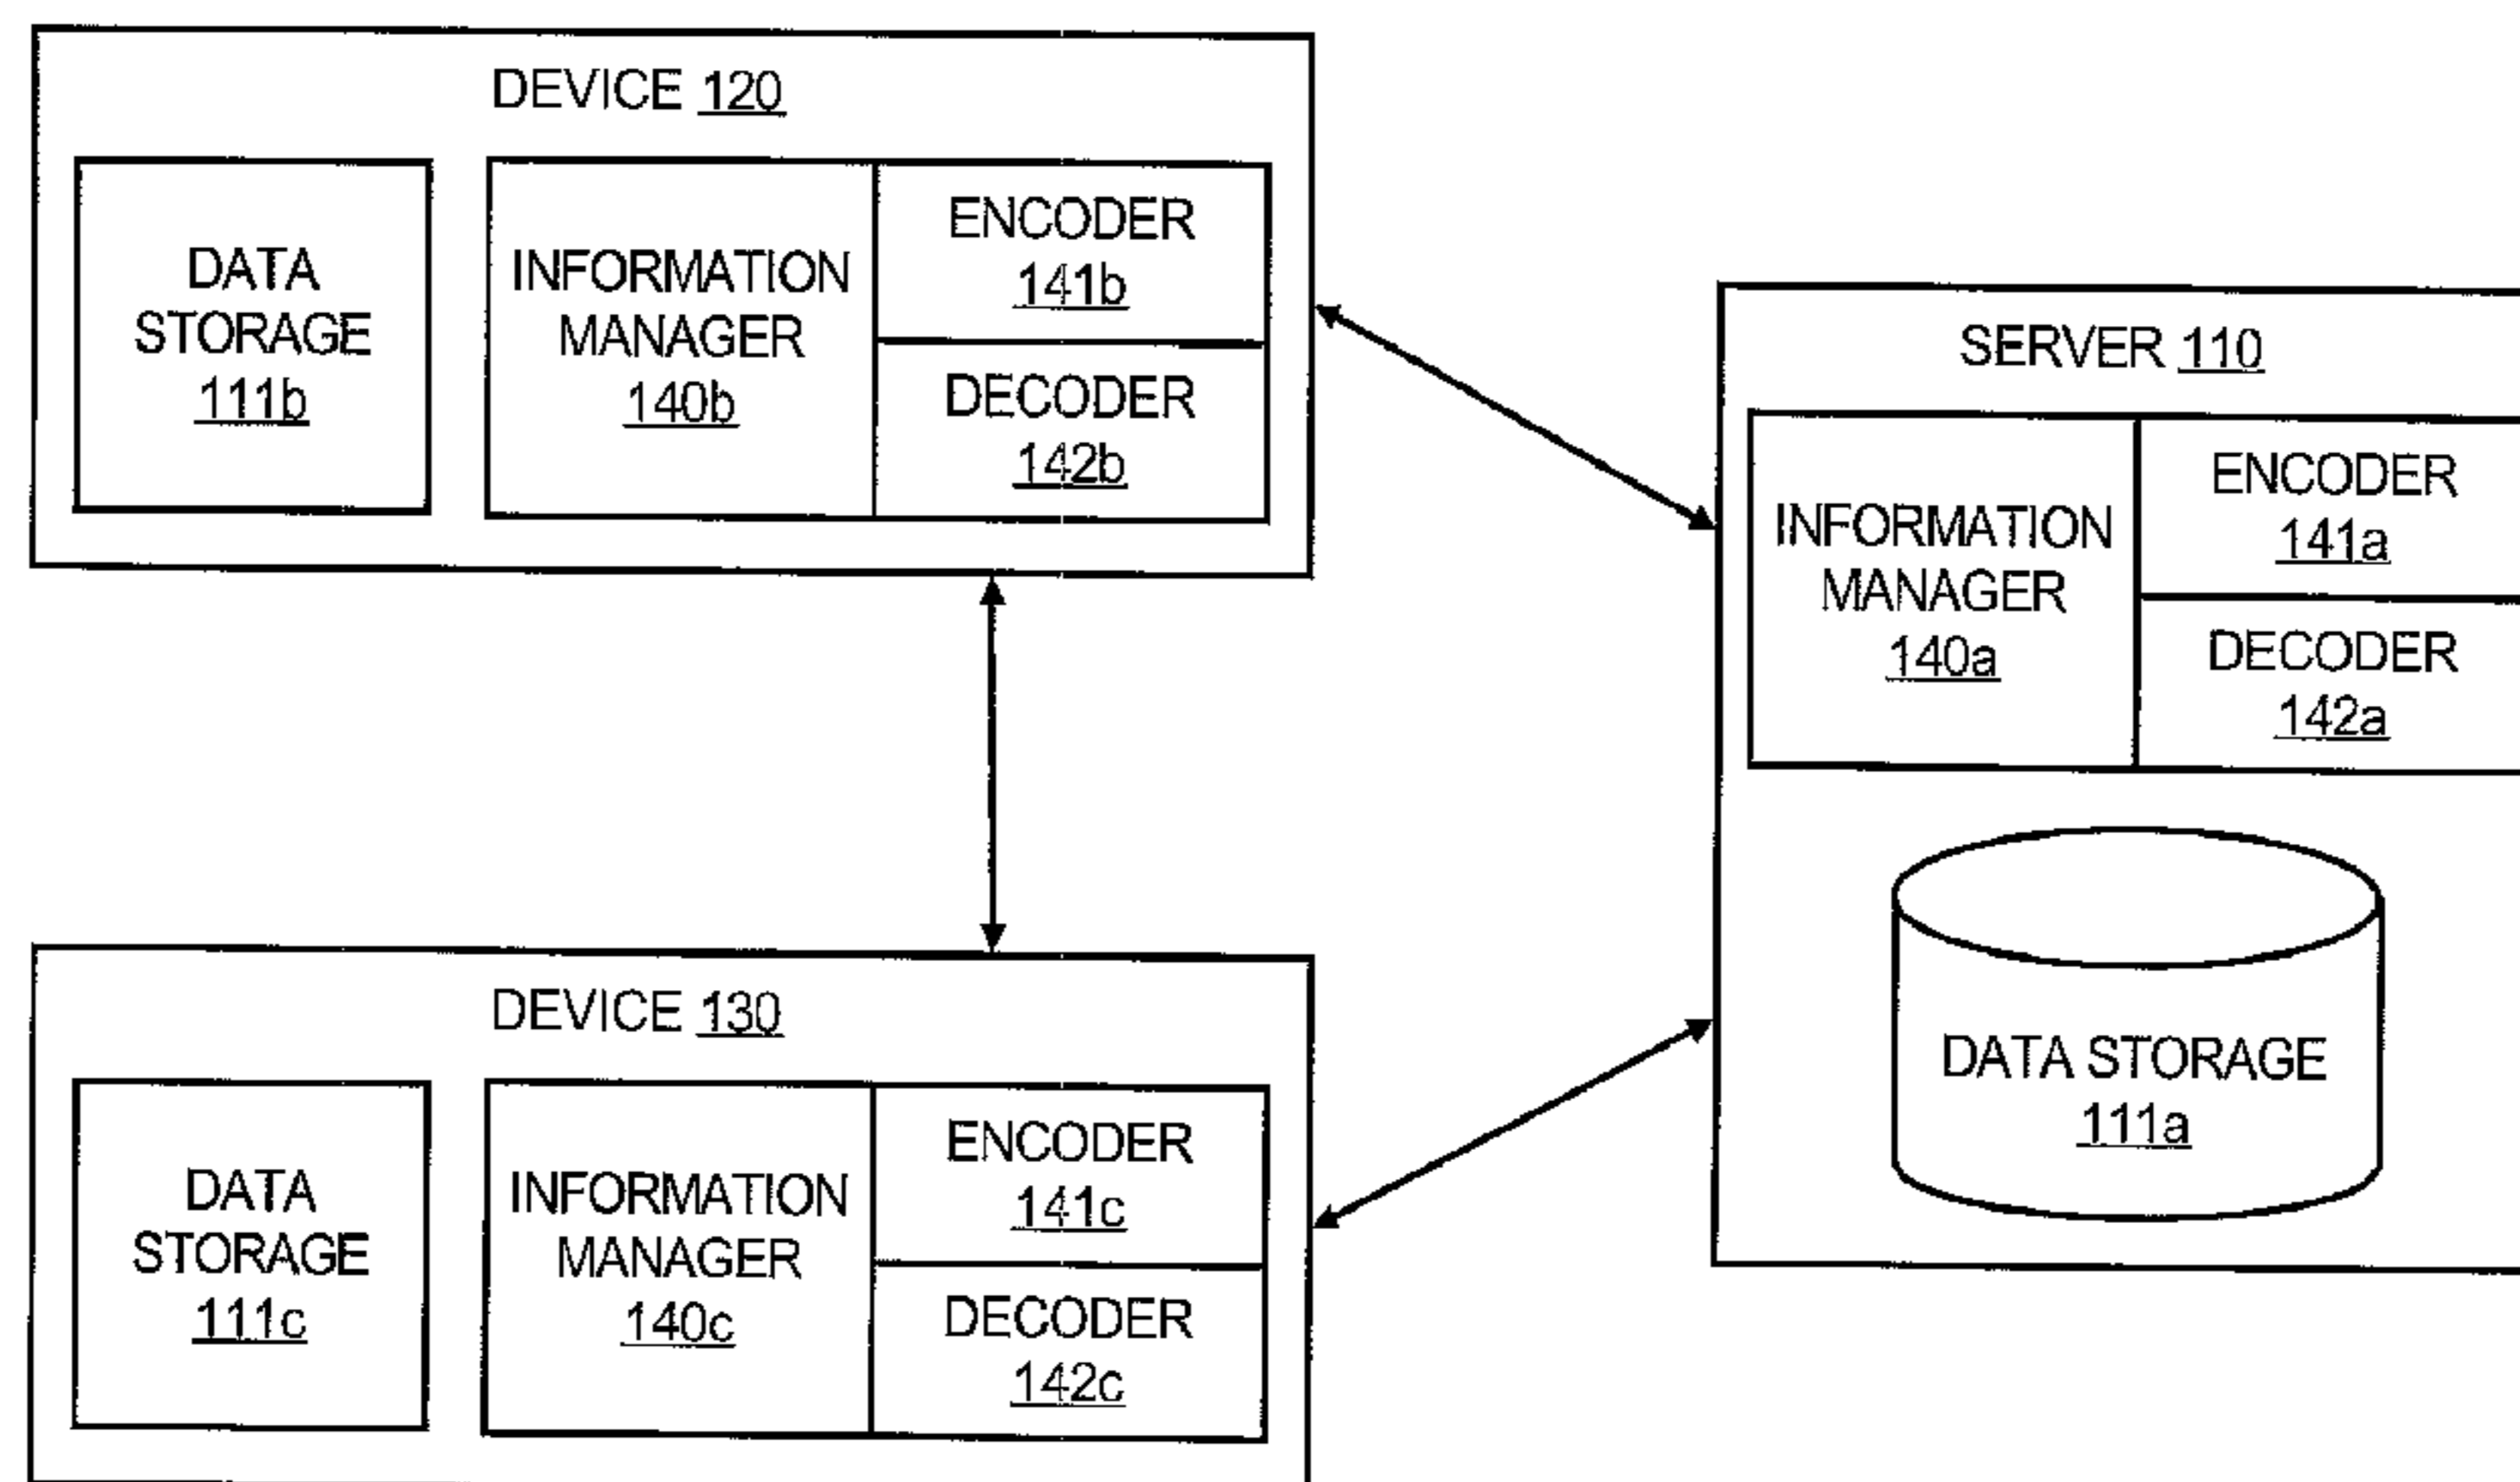 DEVICE 120
DATA
STORAGE
111b
INFORMATION
MANAGER
140b
ENCODER
141b
DECODER
142b
SERVER 110
INFORMATION
MANAGER
140a
ENCODER
141a
DECODER
142a
DATA STORAGE
111a
DEVICE 130
DATA
STORAGE
111c
INFORMATION
MANAGER
140c
ENCODER
141c
DECODER
142c